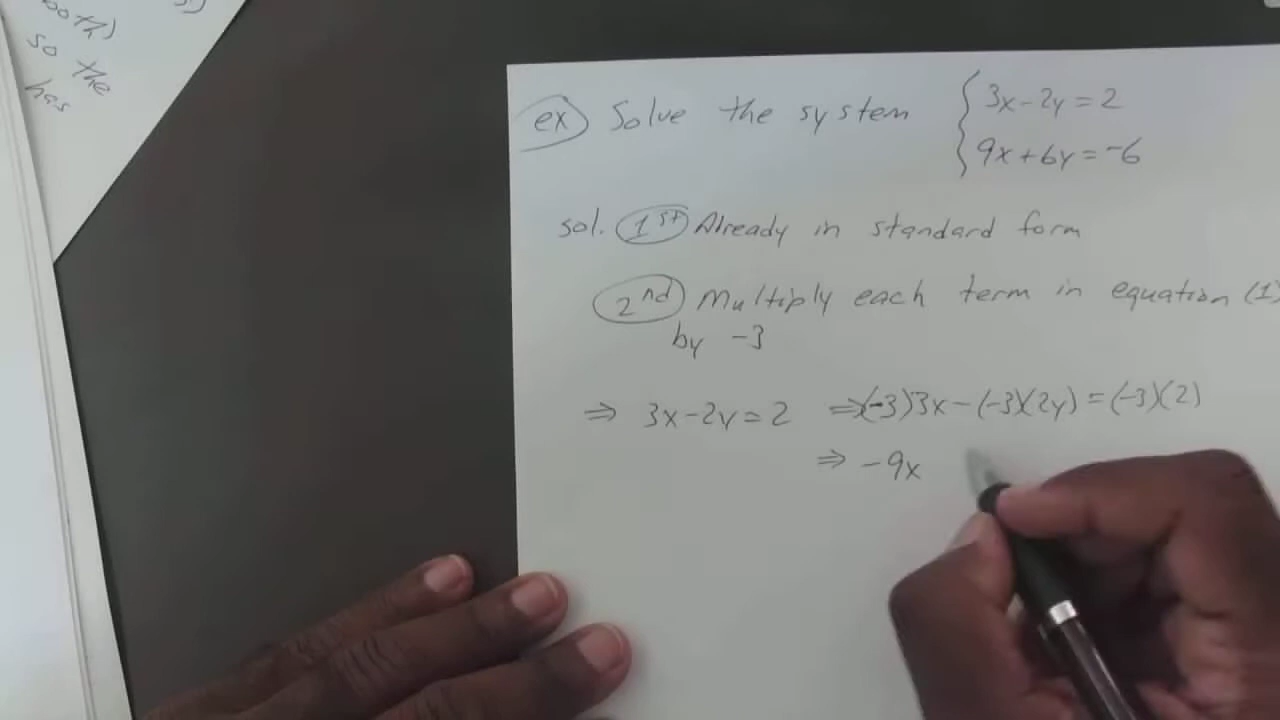 so the
has
ex) Solve the system { 3x-2y=2
9x+6y=-6
sol. 1st Already in standard form
2nd Multiply each term in equation (1)
by -3
⇒ 3x-2y=2 ⇒(-3)3x-(-3)(2y)=(-3)(2)
⇒ -9x